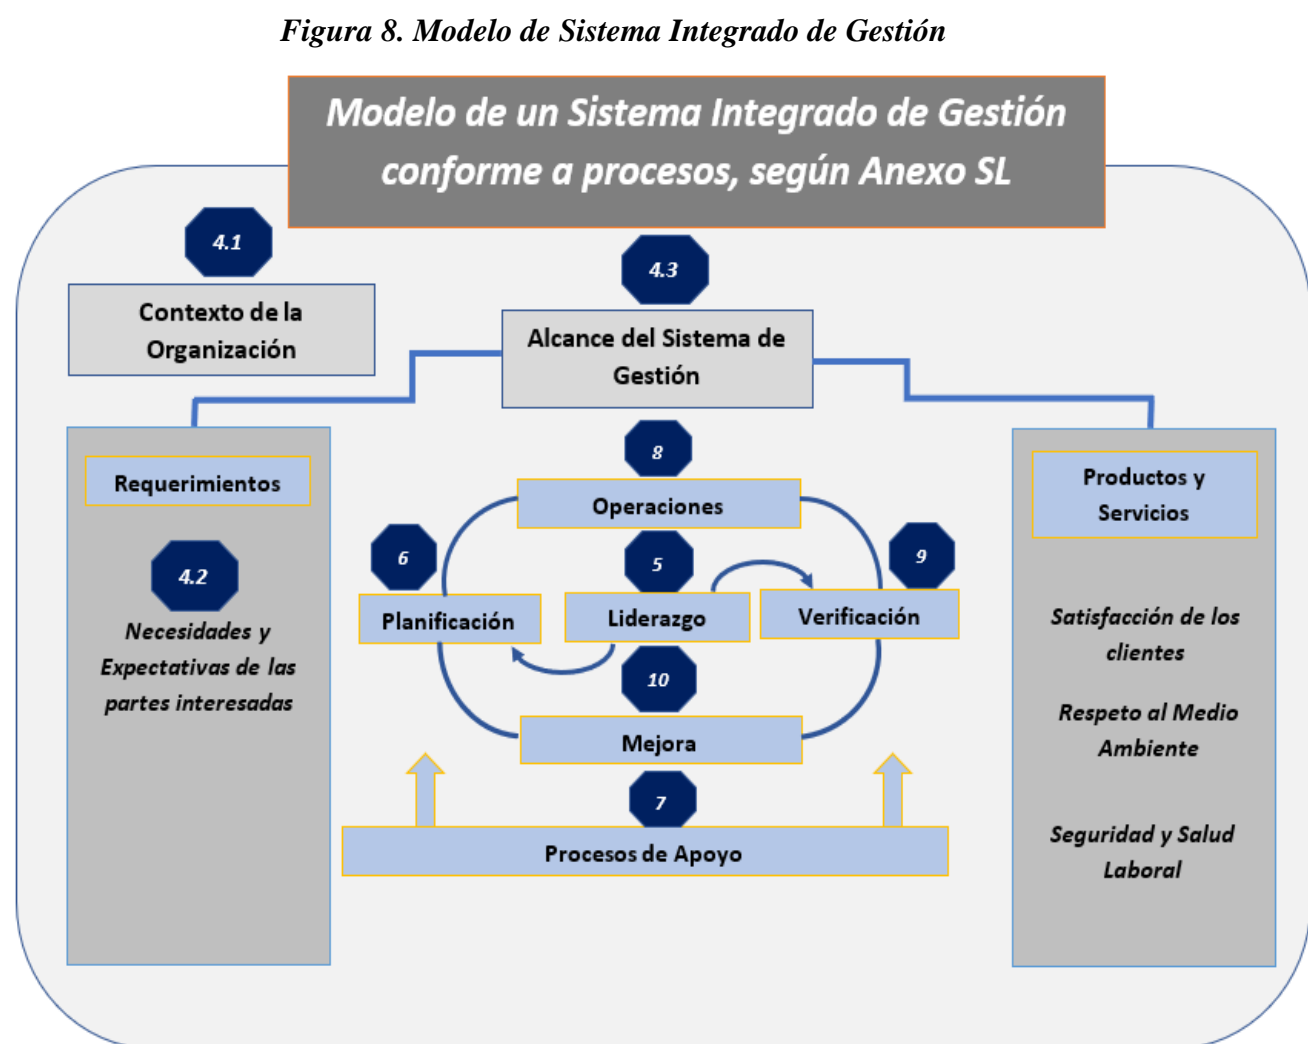 Figura 8. Modelo de Sistema Integrado de Gestión
Modelo de un Sistema Integrado de Gestión
conforme a procesos, según Anexo SL
4.1
Contexto de la
Organización
4.3
Alcance del Sistema de
Gestión
Requerimientos
4.2
Necesidades y
Expectativas de las
partes interesadas
8
Operaciones
6
Planificación
5
Liderazgo
9
Verificación
10
Mejora
7
Procesos de Apoyo
Productos y
Servicios
Satisfacción de los
clientes
Respeto al Medio
Ambiente
Seguridad y Salud
Laboral